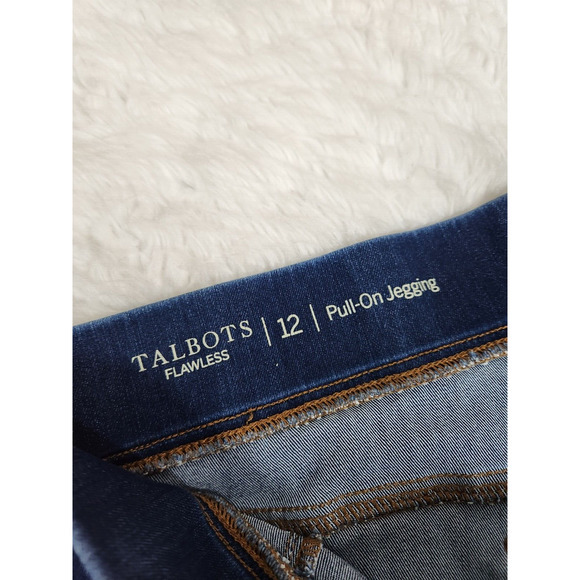 TALBOTS | 12 | Pull-On Jegging
FLAWLESS